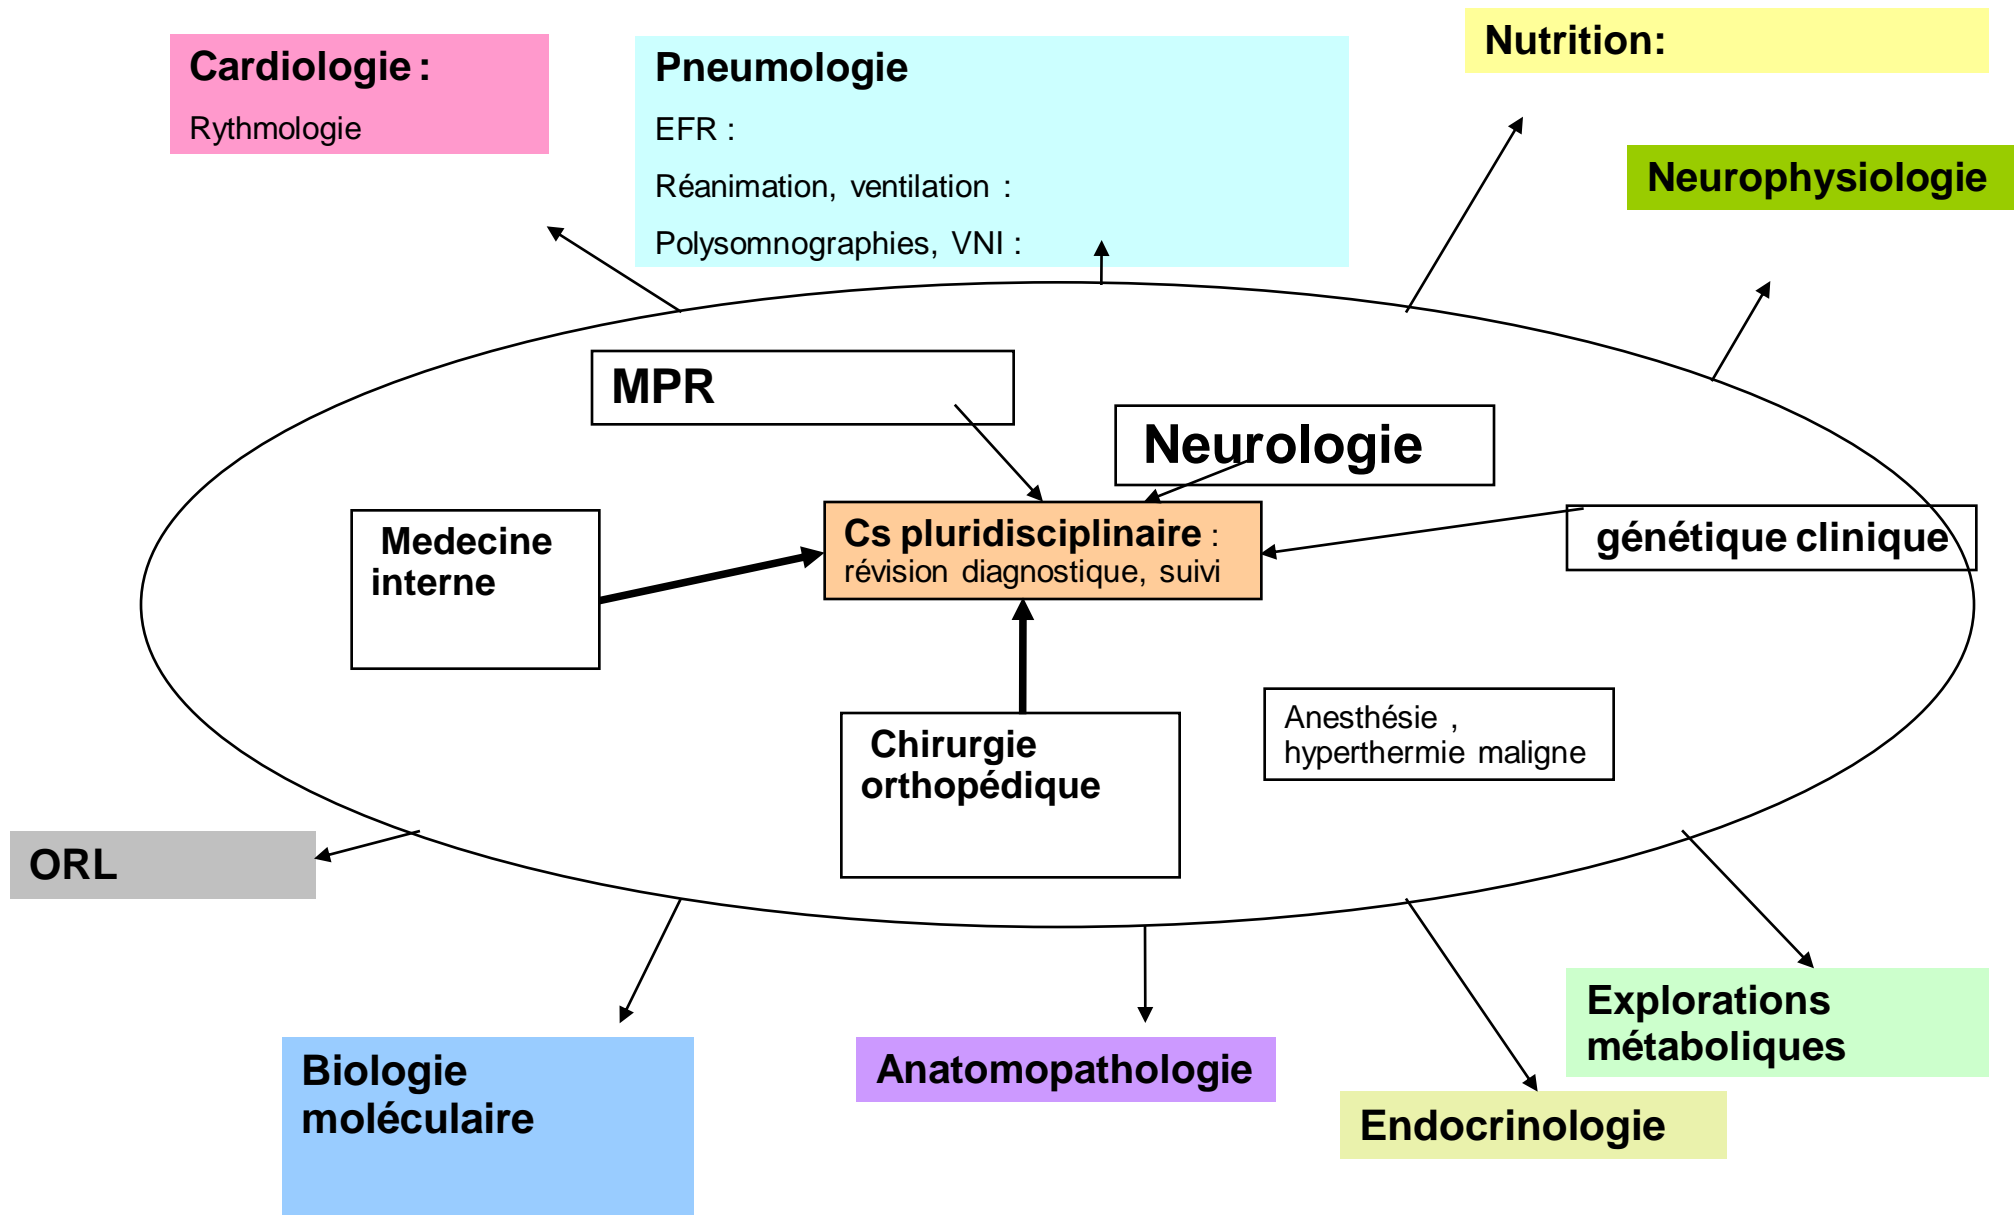 Cardiologie :
Rythmologie
Pneumologie
EFR :
Réanimation, ventilation :
Polysomnographies, VNI :
Nutrition:
Neurophysiologie
MPR
Neurologie
Medecine
interne
Cs pluridisciplinaire :
révision diagnostique, suivi
génétique clinique
Chirurgie
orthopédique
Anesthésie ,
hyperthermie maligne
ORL
Biologie
moléculaire
Anatomopathologie
Explorations
métaboliques
Endocrinologie